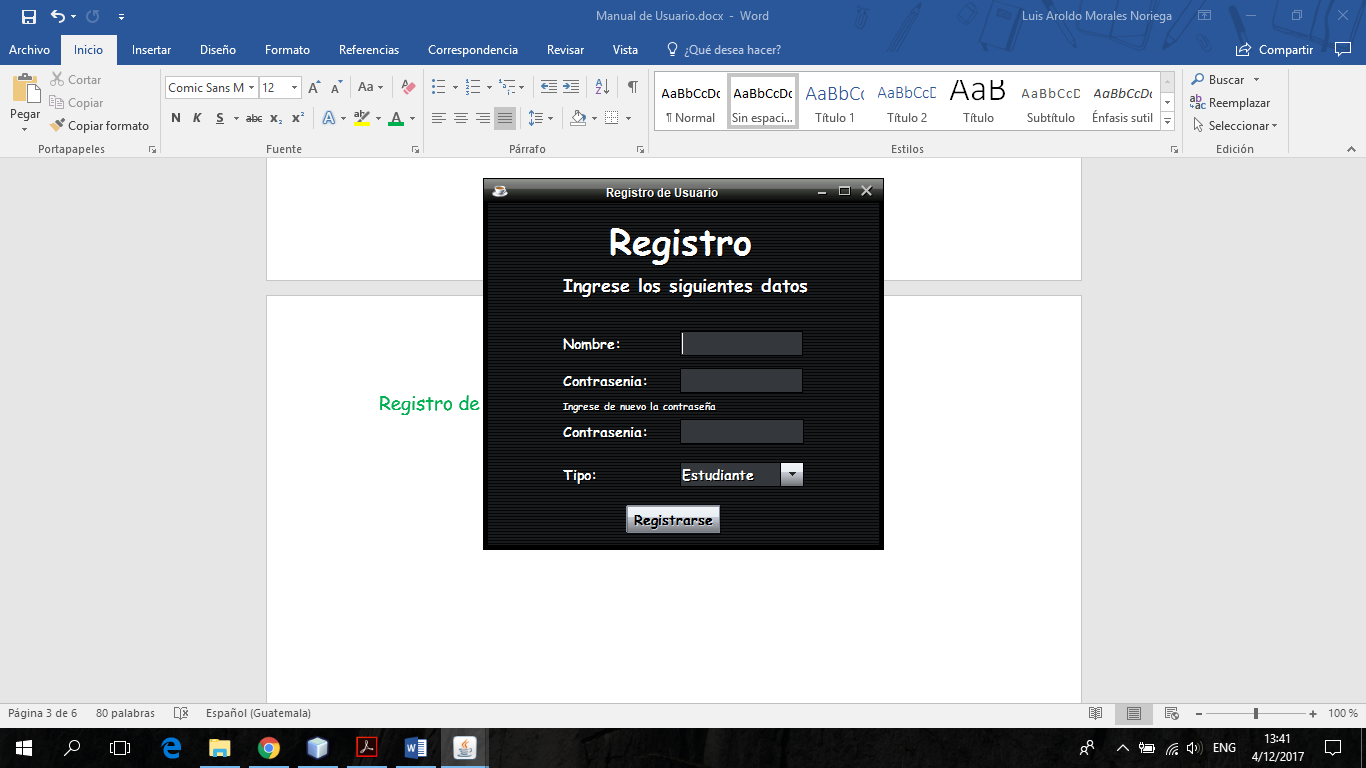 Manual de Usuario.docx - Word
Luis Aroldo Morales Noriega
Archivo Inicio Insertar Diseño Formato Referencias Correspondencia Revisar Vista ¿Qué desea hacer? Compartir
Pegar
Cortar
Copiar
Copiar formato
Portapapeles
Comic Sans M 12
Aa
N K S abc x₂ x²
A A
Fuente
Párrafo
AaBbCcDc AaBbCcDc AaBbCc AaBbCcD AaB AaBbCcD AaBbCcDc
¶ Normal Sin espaci... Título 1 Título 2 Título Subtítulo Énfasis sutil
Estilos
Buscar
Reemplazar
Seleccionar
Edición
Registro de
Registro de Usuario
Registro
Ingrese los siguientes datos
Nombre:
Contrasenia:
Ingrese de nuevo la contraseña
Contrasenia:
Tipo: Estudiante
Registrarse
Página 3 de 6 80 palabras Español (Guatemala) 100 %
ENG
13:41
4/12/2017